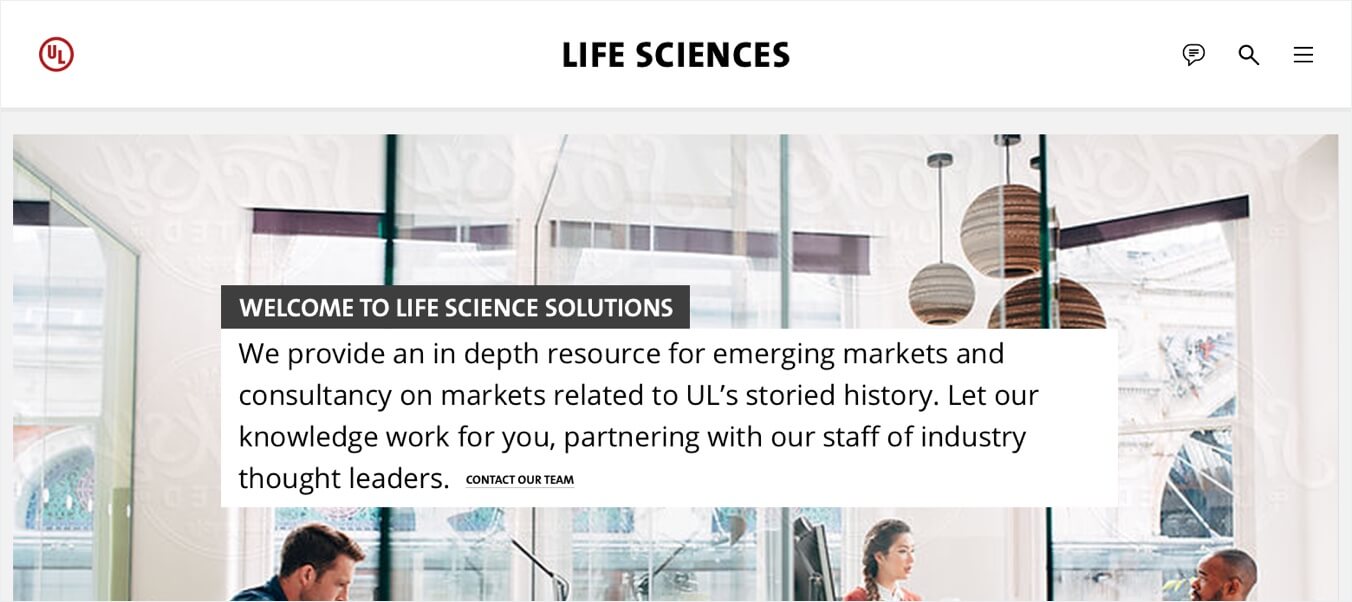 UL
LIFE SCIENCES
Stocksy
UNITED
WELCOME TO LIFE SCIENCE SOLUTIONS
We provide an in depth resource for emerging markets and
consultancy on markets related to UL’s storied history. Let our
knowledge work for you, partnering with our staff of industry
thought leaders. CONTACT OUR TEAM